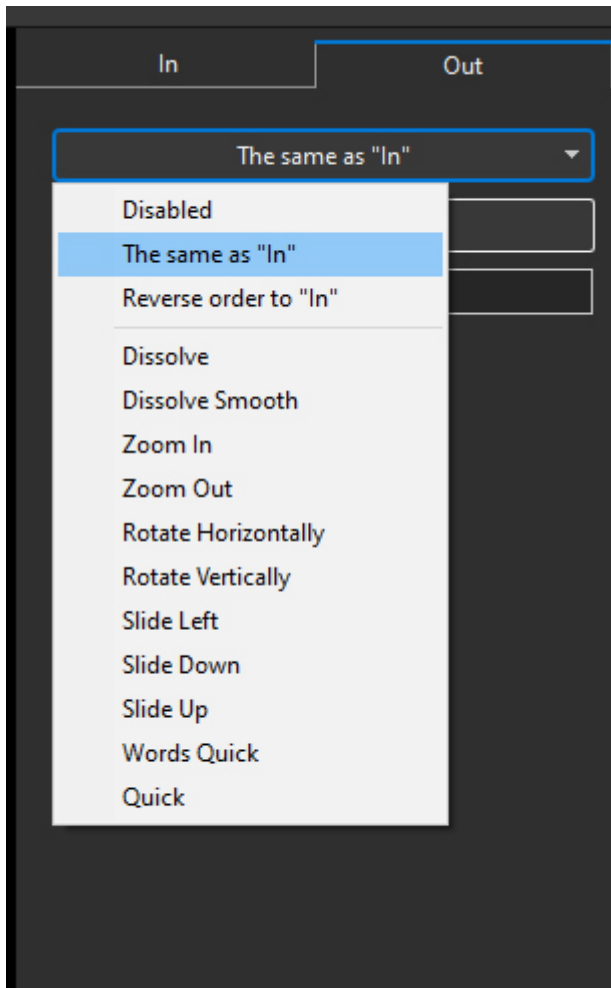 In
Out
The same as "In"
Disabled
The same as "In"
Reverse order to "In"
Dissolve
Dissolve Smooth
Zoom In
Zoom Out
Rotate Horizontally
Rotate Vertically
Slide Left
Slide Down
Slide Up
Words Quick
Quick